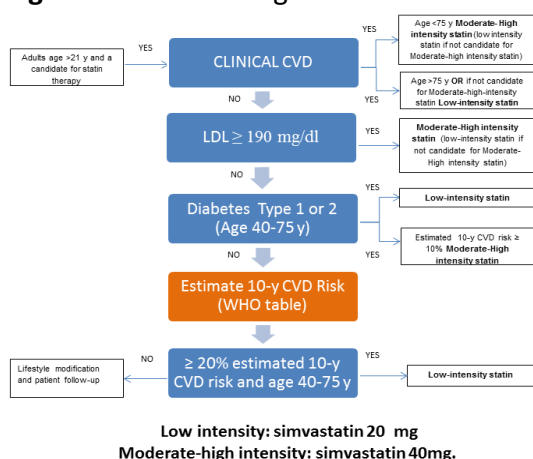 YES
Adults age >21 y and a
candidate for statin
therapy
CLINICAL CVD
YES
Age <75 y Moderate-High
intensity statin (low intensity
statin if not candidate for
Moderate-high intensity statin)
YES
Age >75 y OR if not candidate
for Moderate-high-intensity
statin Low-intensity statin
NO
LDL ≥ 190 mg/dl
YES
Moderate-High intensity
statin (low-intensity statin if
not candidate for Moderate-
High intensity statin)
NO
Diabetes Type 1 or 2
(Age 40-75 y)
YES
Low-intensity statin
YES
Estimated 10-y CVD risk ≥
10% Moderate-High
intensity statin
NO
Estimate 10-y CVD Risk
(WHO table)
≥ 20% estimated 10-y
CVD risk and age 40-75 y
NO
Lifestyle modification
and patient follow-up
YES
Low-intensity statin
Low intensity: simvastatin 20 mg
Moderate-high intensity: simvastatin 40mg.